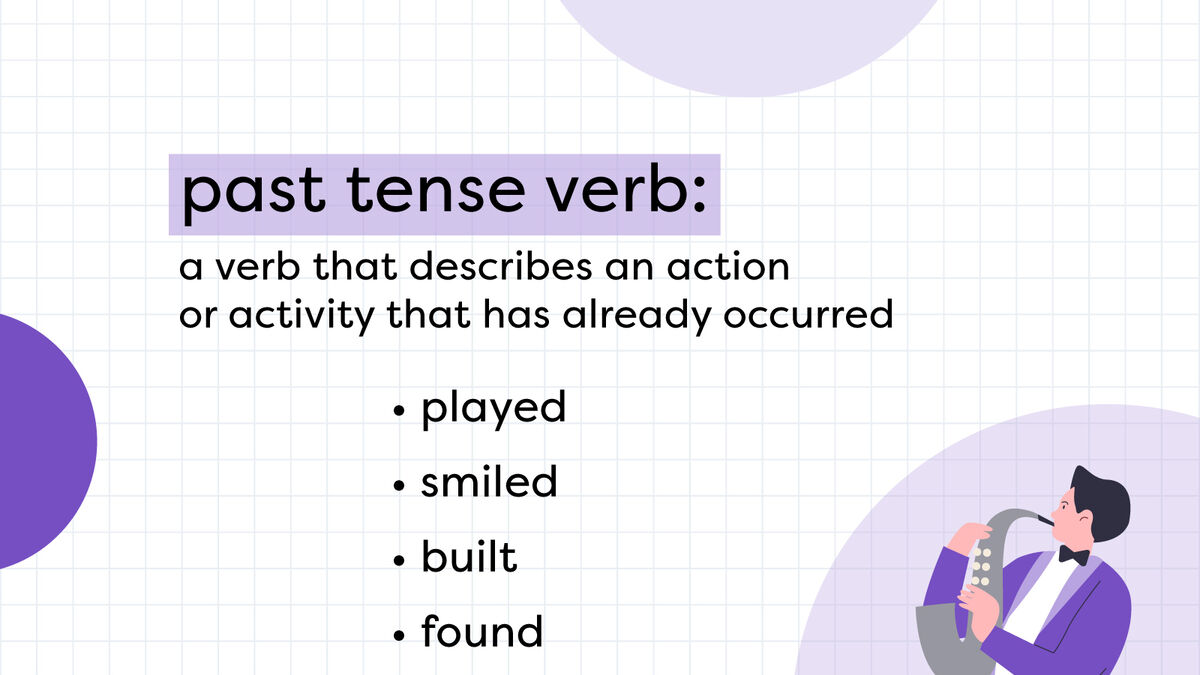 past tense verb:
a verb that describes an action
or activity that has already occurred
• played
• smiled
• built
• found